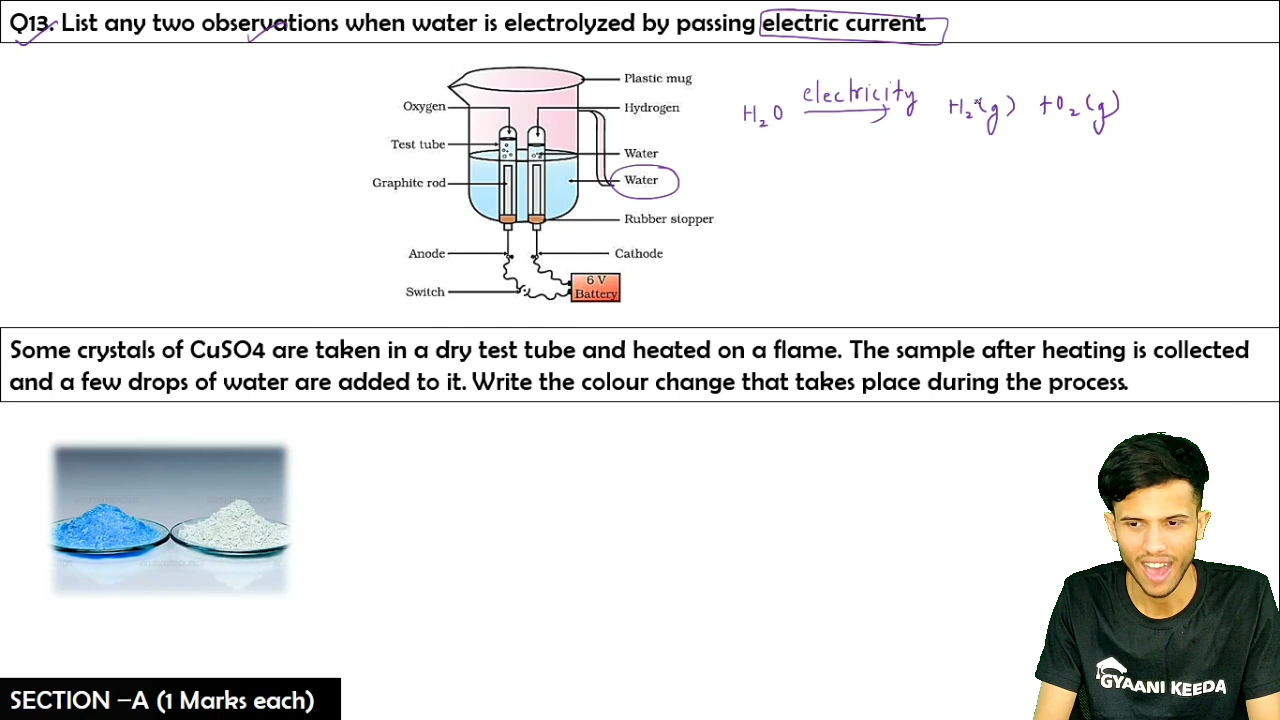 Q13. List any two observations when water is electrolyzed by passing electric current
Plastic mug
Oxygen
Hydrogen
H2O electricity H2(g) + O2(g)
Test tube
Water
Graphite rod
Water
Rubber stopper
Anode
Cathode
6 V
Battery
Switch
Some crystals of CuSO4 are taken in a dry test tube and heated on a flame. The sample after heating is collected
and a few drops of water are added to it. Write the colour change that takes place during the process.
GYAANI KEEDA
SECTION –A (1 Marks each)